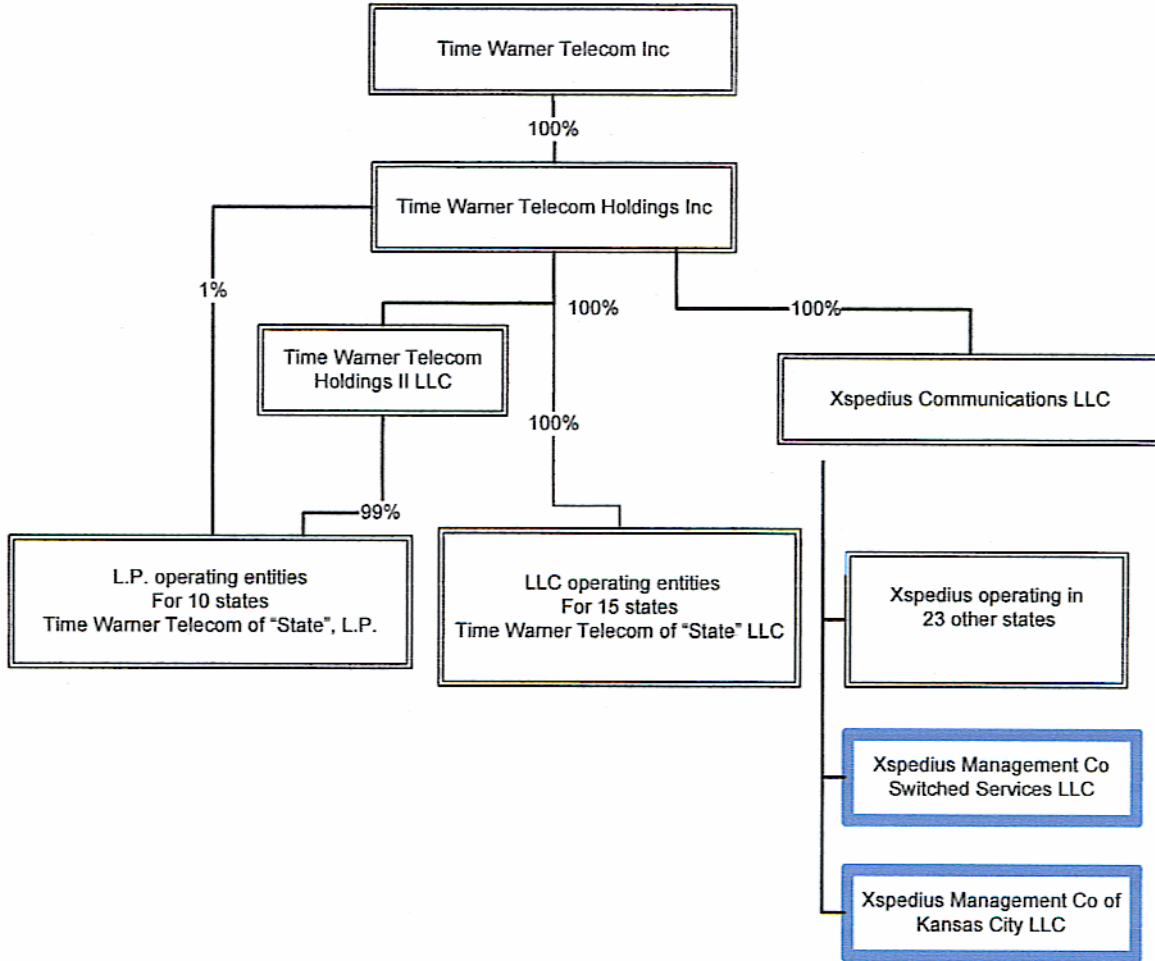 Time Warner Telecom Inc
100%
Time Warner Telecom Holdings Inc
1%
100%
100%
Time Warner Telecom
Holdings II LLC
Xspedius Communications LLC
100%
99%
L.P. operating entities
For 10 states
Time Warner Telecom of “State”, L.P.
LLC operating entities
For 15 states
Time Warner Telecom of “State” LLC
Xspedius operating in
23 other states
Xspedius Management Co
Switched Services LLC
Xspedius Management Co of
Kansas City LLC